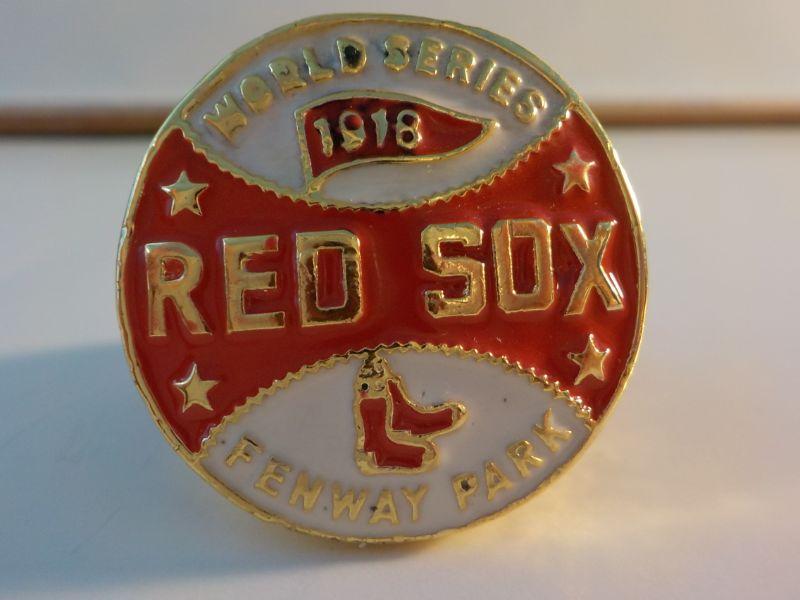 WORLD SERIES
1918
RED SOX
FENWAY PARK